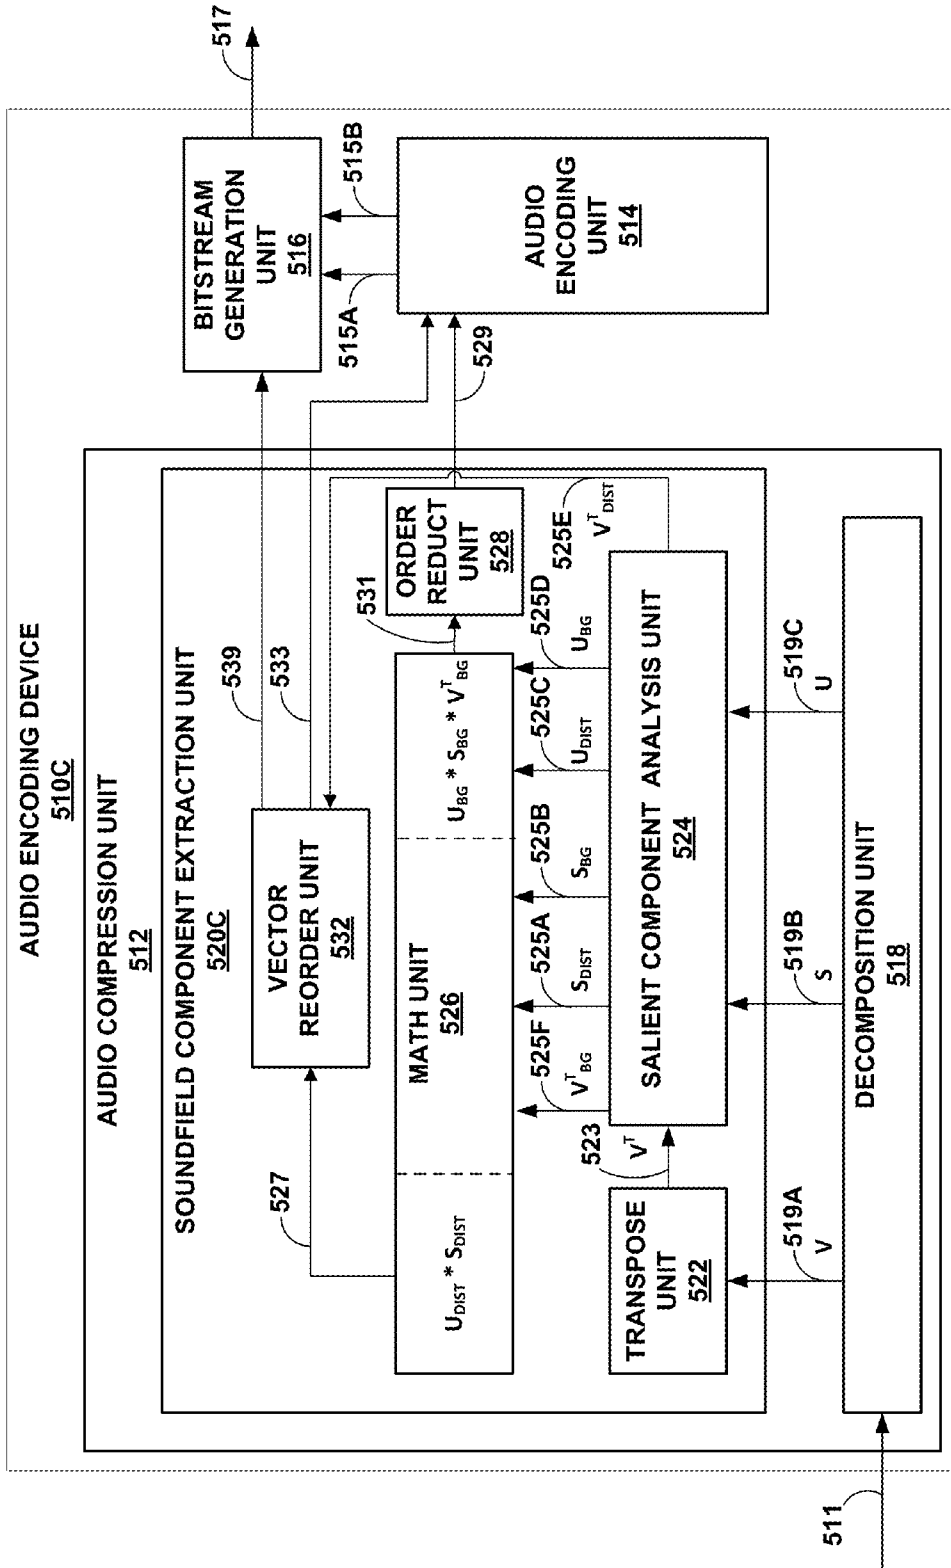 AUDIO ENCODING DEVICE
510C
AUDIO COMPRESSION UNIT
512
SOUNDFIELD COMPONENT EXTRACTION UNIT
520C
VECTOR
REORDER UNIT
532
539
533
527
BITSTREAM
GENERATION
UNIT
516
517
515A
515B
AUDIO
ENCODING
UNIT
514
529
U_DIST * S_DIST
MATH UNIT
526
U_BG * S_BG * V^T_BG
531
ORDER
REDUCT
UNIT
528
525F
V^T_BG
525A
S_DIST
525B
S_BG
525C
U_DIST
525D
U_BG
525E
V^T_DIST
TRANSPOSE
UNIT
522
523
V^T
SALIENT COMPONENT ANALYSIS UNIT
524
519A
V
519B
S
519C
U
DECOMPOSITION UNIT
518
511